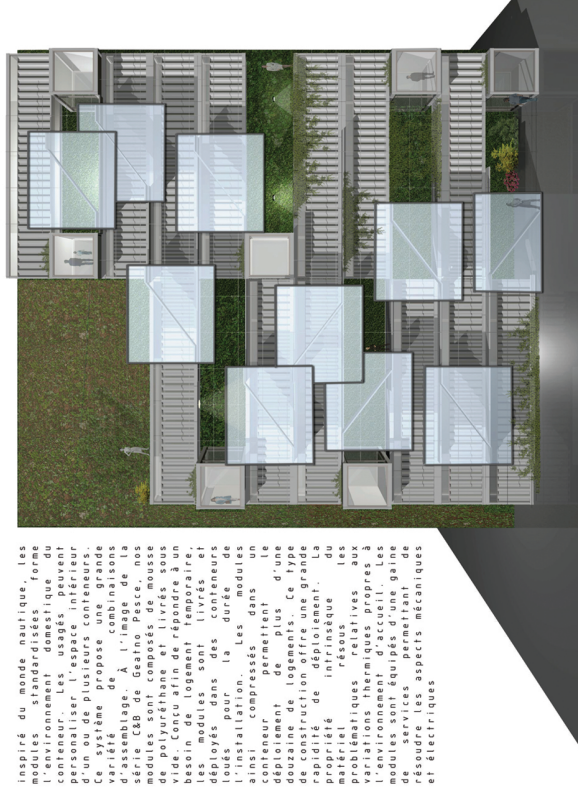 inspiré du monde nautique, les
modules standardisées forme
l'environnement domestique du
conteneur. Les usagés peuvent
personaliser l'espace intérieur
d'un ou de plusieurs conteneurs.
Ce système propose une grande
variété de combinaisons
d'assemblage. À l'image de la
série C&B de Geatno Pesce, nos
modules sont composés de mousse
de polyuréthane et livrés sous
vide. Conçu afin de répondre à un
besoin de logement temporaire,
les modules sont livrés et
déployés dans des conteneurs
loués pour la durée de
l'installation. Les modules
ainsi compressés dans un
conteneur permettent le
déploiement de plus d'une
douzaine de logements. Ce type
de construction offre une grande
rapidité de déploiement. La
propriété intrinsèque du
matériel résous les
problématiques relatives aux
variations thermiques propres à
l'environnement d'accueil. Les
modules sont équipés d'une gaine
de services permettrant de
résoudre les aspects mécaniques
et électriques